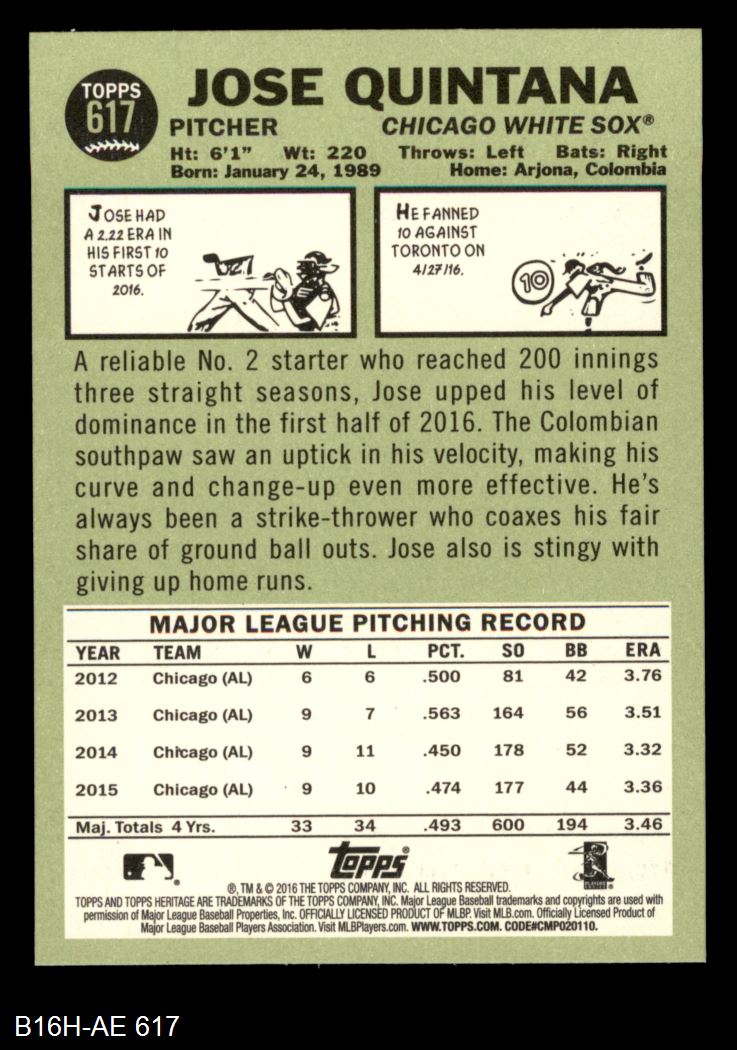 TOPPS
617
JOSE QUINTANA
PITCHER CHICAGO WHITE SOX®
Ht: 6'1" Wt: 220 Throws: Left Bats: Right
Born: January 24, 1989 Home: Arjona, Colombia
JOSE HAD
A 2.22 ERA IN
HIS FIRST 10
STARTS OF
2016.
HE FANNED
10 AGAINST
TORONTO ON
4/27/16.
10
A reliable No. 2 starter who reached 200 innings
three straight seasons, Jose upped his level of
dominance in the first half of 2016. The Colombian
southpaw saw an uptick in his velocity, making his
curve and change-up even more effective. He's
always been a strike-thrower who coaxes his fair
share of ground ball outs. Jose also is stingy with
giving up home runs.
MAJOR LEAGUE PITCHING RECORD
YEAR TEAM W L PCT. SO BB ERA
2012 Chicago (AL) 6 6 .500 81 42 3.76
2013 Chicago (AL) 9 7 .563 164 56 3.51
2014 Chicago (AL) 9 11 .450 178 52 3.32
2015 Chicago (AL) 9 10 .474 177 44 3.36
Maj. Totals 4 Yrs. 33 34 .493 600 194 3.46
TOPPS®
®, TM & © 2016 THE TOPPS COMPANY, INC. ALL RIGHTS RESERVED.
TOPPS AND TOPPS HERITAGE ARE TRADEMARKS OF THE TOPPS COMPANY, INC. Major League Baseball trademarks and copyrights are used with
permission of Major League Baseball Properties, Inc. OFFICIALLY LICENSED PRODUCT OF MLBP. Visit MLB.com. Officially Licensed Product of
Major League Baseball Players Association. Visit MLBPlayers.com. WWW.TOPPS.COM. CODE#CMP020110.
B16H-AE 617